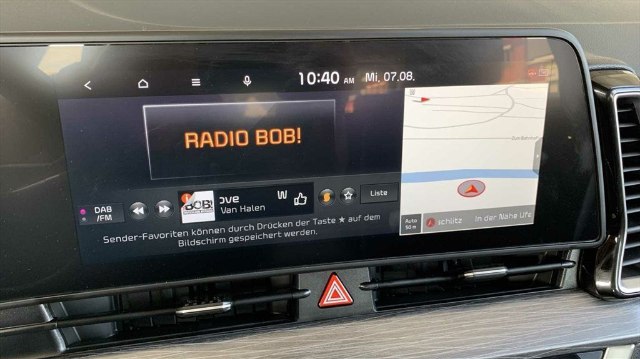 10:40 AM Mi, 07.08.
RADIO BOB!
DAB
/FM
BOB!
ove
W
Van Halen
Liste
Sender-Favoriten können durch Drücken der Taste ★ auf dem
Bildschirm gespeichert werden.
Auto
50 m
schlitz In der Nähe Ufe